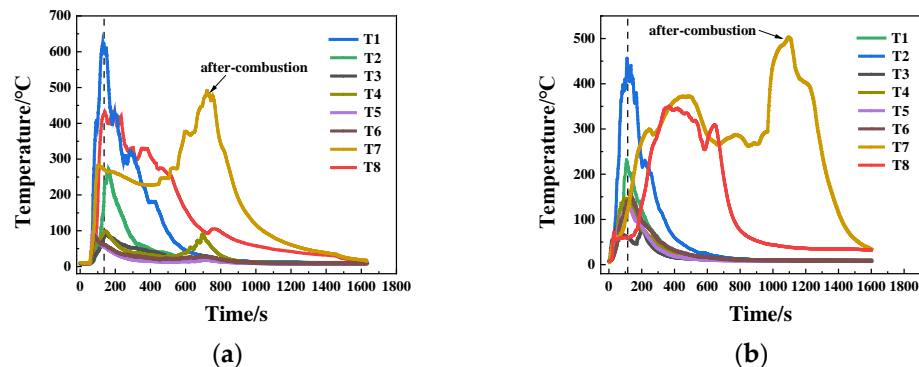 700
600
500
400
300
200
100
0
Temperature/°C
after-combustion
T1
T2
T3
T4
T5
T6
T7
T8
0 200 400 600 800 1000 1200 1400 1600 1800
Time/s
(a)
500
400
300
200
100
0
Temperature/°C
after-combustion
T1
T2
T3
T4
T5
T6
T7
T8
0 200 400 600 800 1000 1200 1400 1600 1800
Time/s
(b)